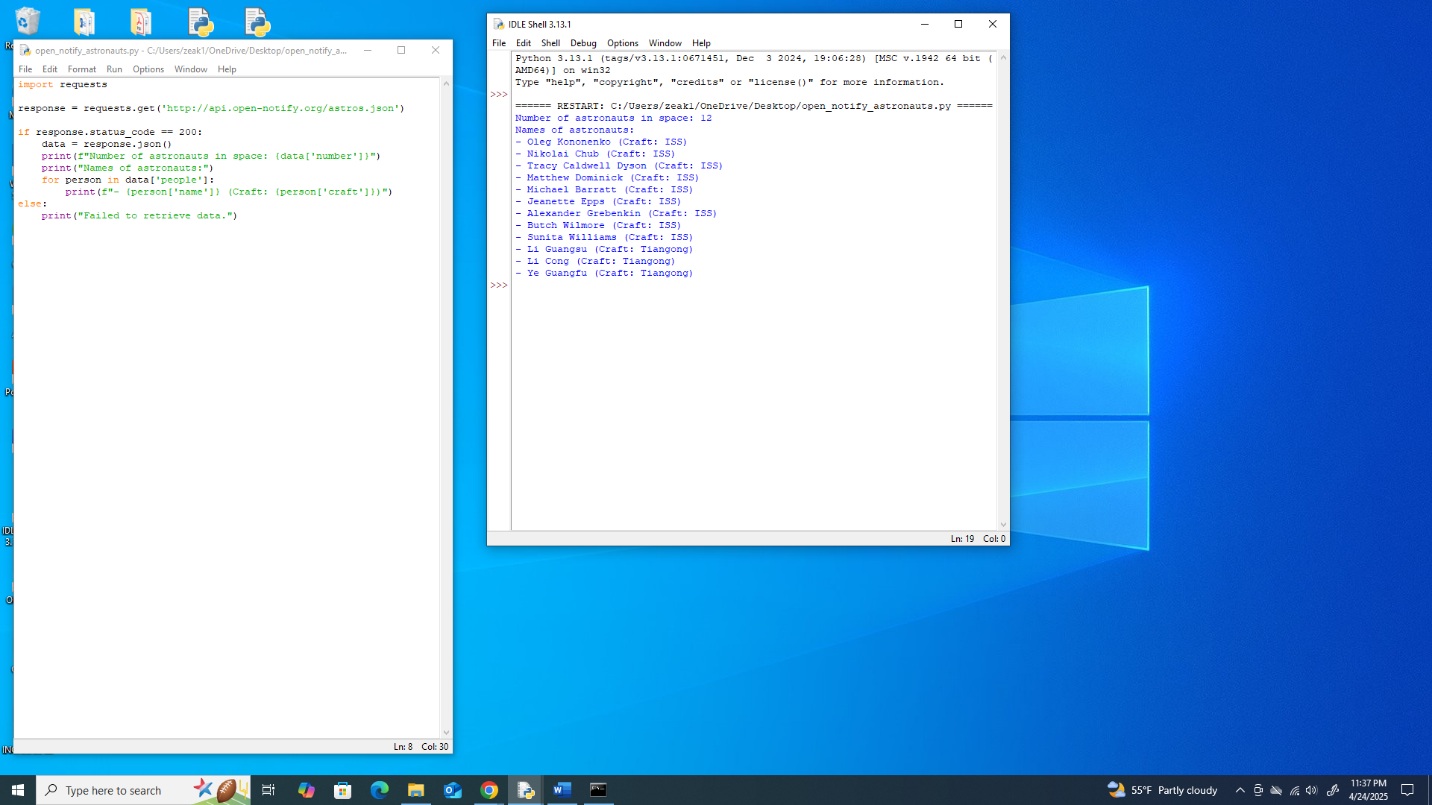 open_notify_astronauts.py - C:/Users/zeak1/OneDrive/Desktop/open_notify_a...
File Edit Format Run Options Window Help
import requests
response = requests.get('http://api.open-notify.org/astros.json')
if response.status_code == 200:
    data = response.json()
    print(f"Number of astronauts in space: {data['number']}")
    print("Names of astronauts:")
    for person in data['people']:
        print(f"- {person['name']} (Craft: {person['craft']})")
else:
    print("Failed to retrieve data.")
Ln: 8 Col: 30
IDLE Shell 3.13.1
File Edit Shell Debug Options Window Help
Python 3.13.1 (tags/v3.13.1:0671451, Dec  3 2024, 19:06:28) [MSC v.1942 64 bit (
AMD64)] on win32
Type "help", "copyright", "credits" or "license()" for more information.
>>>
====== RESTART: C:/Users/zeak1/OneDrive/Desktop/open_notify_astronauts.py ======
Number of astronauts in space: 12
Names of astronauts:
- Oleg Kononenko (Craft: ISS)
- Nikolai Chub (Craft: ISS)
- Tracy Caldwell Dyson (Craft: ISS)
- Matthew Dominick (Craft: ISS)
- Michael Barratt (Craft: ISS)
- Jeanette Epps (Craft: ISS)
- Alexander Grebenkin (Craft: ISS)
- Butch Wilmore (Craft: ISS)
- Sunita Williams (Craft: ISS)
- Li Guangsu (Craft: Tiangong)
- Li Cong (Craft: Tiangong)
- Ye Guangfu (Craft: Tiangong)
>>>
Ln: 19 Col: 0
Type here to search
55°F Partly cloudy
11:37 PM
4/24/2025